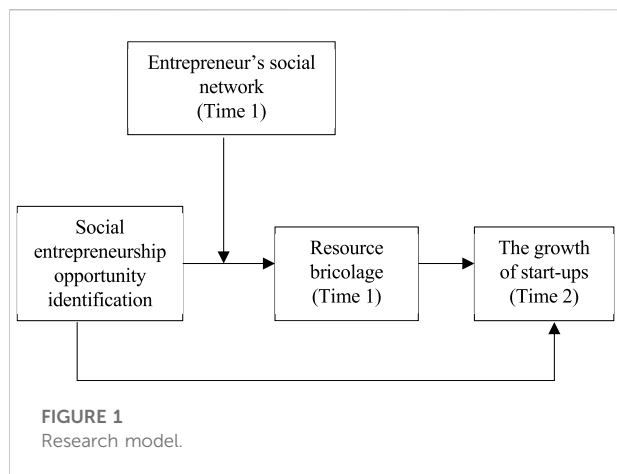 Entrepreneur’s social
network
(Time 1)
Social
entrepreneurship
opportunity
identification
Resource
bricolage
(Time 1)
The growth
of start-ups
(Time 2)
FIGURE 1
Research model.